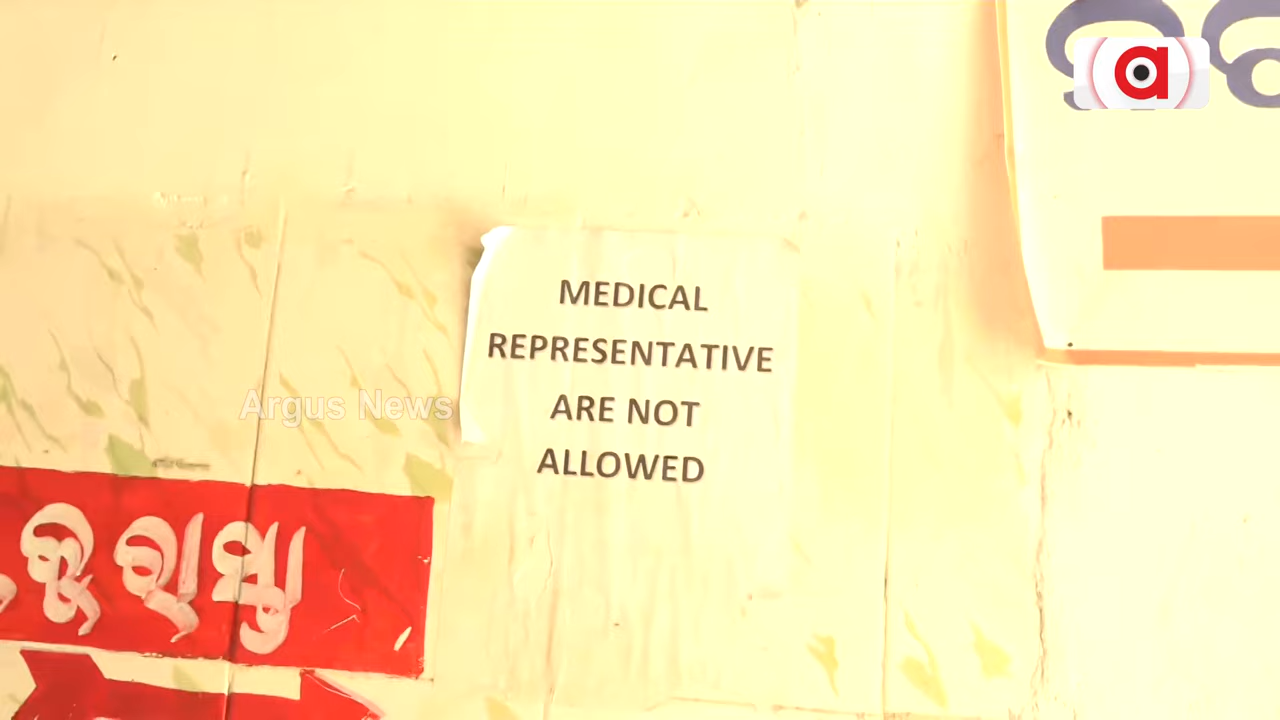 MEDICAL
REPRESENTATIVE
ARE NOT
ALLOWED
Argus News
ରାସ୍ତା